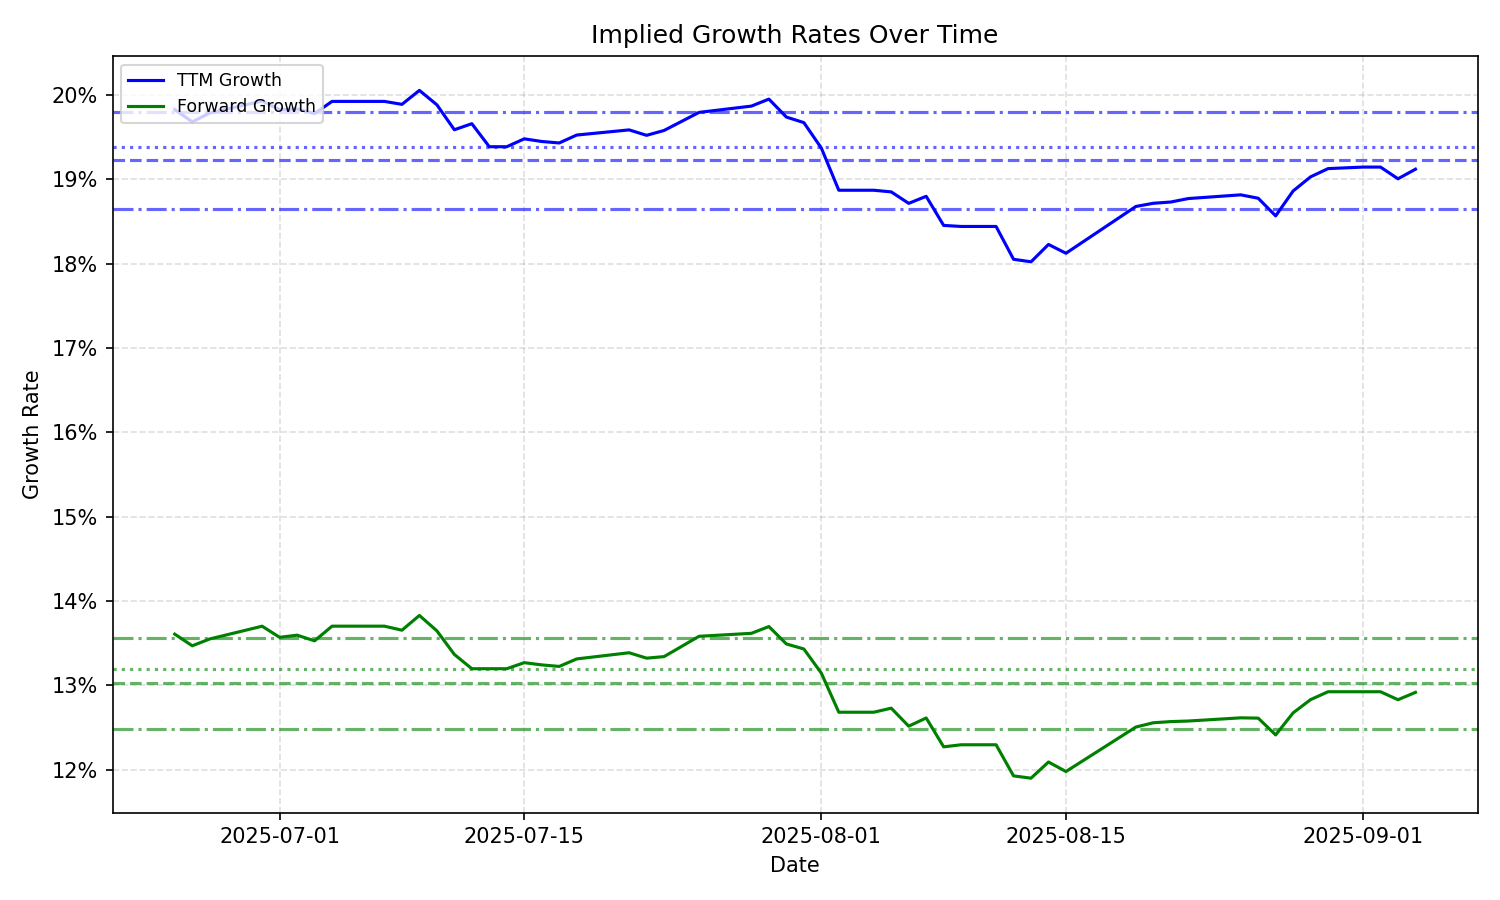 Implied Growth Rates Over Time
TTM Growth
Forward Growth
20%
19%
18%
17%
16%
15%
14%
13%
12%
Growth Rate
2025-07-01
2025-07-15
2025-08-01
2025-08-15
2025-09-01
Date